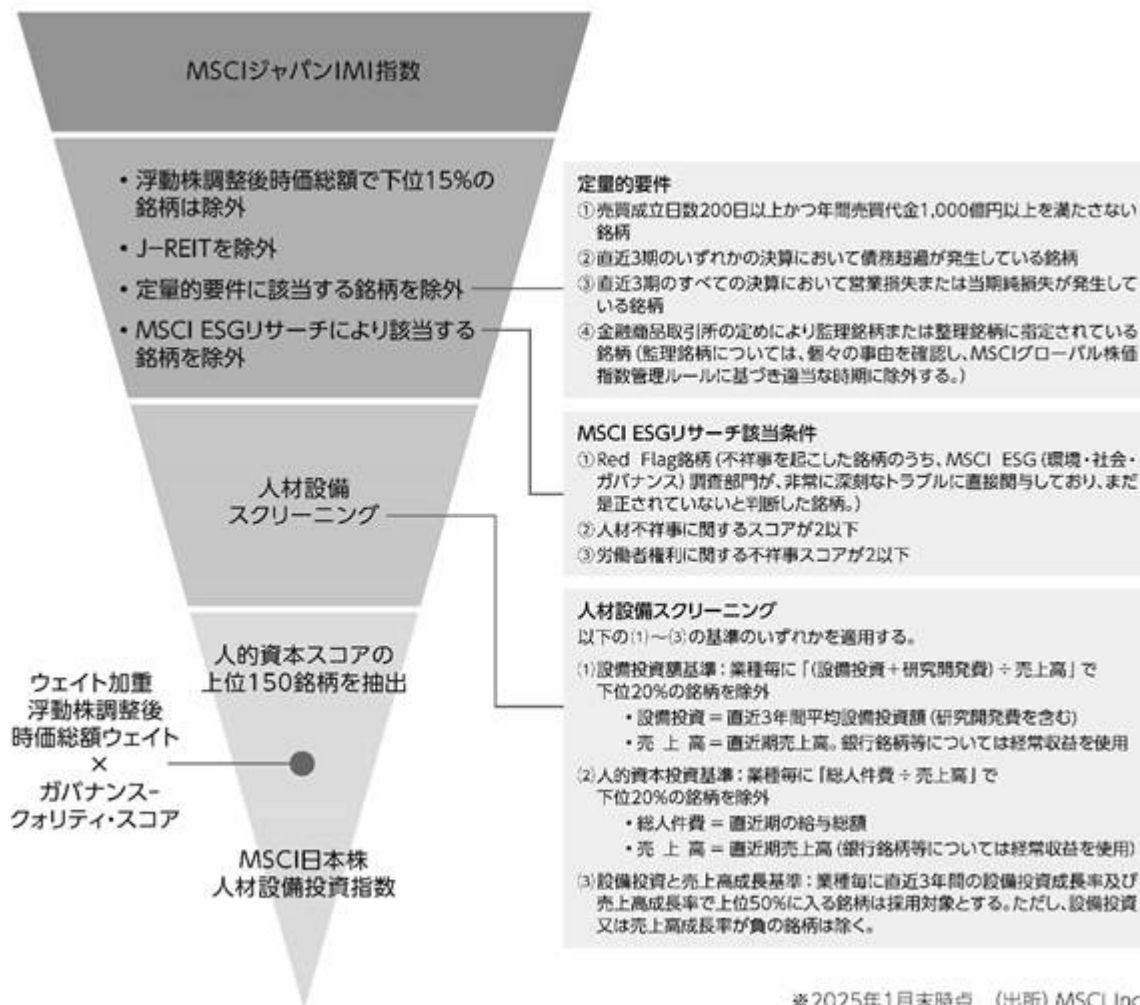 MSCIジャパンIMI指数
・浮動株調整後時価総額で下位15%の
銘柄は除外
・J−REITを除外
・定量的要件に該当する銘柄を除外
・MSCI ESGリサーチにより該当する
銘柄を除外
定量的要件
①売買成立日数200日以上かつ年間売買代金1,000億円以上を満たさない
銘柄
②直近3期のいずれかの決算において債務超過が発生している銘柄
③直近3期のすべての決算において営業損失または当期純損失が発生して
いる銘柄
④金融商品取引所の定めにより監理銘柄または整理銘柄に指定されている
銘柄(監理銘柄については、個々の事由を確認し、MSCIグローバル株価
指数管理ルールに基づき適当な時期に除外する。)
MSCI ESGリサーチ該当条件
①Red Flag銘柄(不祥事を起こした銘柄のうち、MSCI ESG(環境・社会・
ガバナンス)調査部門が、非常に深刻なトラブルに直接関与しており、まだ
是正されていないと判断した銘柄。)
②人材不祥事に関するスコアが2以下
③労働者権利に関する不祥事スコアが2以下
人材設備
スクリーニング
人材設備スクリーニング
以下の⑴〜⑶の基準のいずれかを適用する。
⑴設備投資額基準:業種毎に「(設備投資+研究開発費)÷売上高」で
下位20%の銘柄を除外
・設備投資=直近3年間平均設備投資額(研究開発費を含む)
・売 上 高=直近期売上高。銀行銘柄等については経常収益を使用
⑵人的資本投資基準:業種毎に「総人件費÷売上高」で
下位20%の銘柄を除外
・総人件費 = 直近期の給与総額
・売 上 高 = 直近期売上高(銀行銘柄等については経常収益を使用)
⑶設備投資と売上高成長基準:業種毎に直近3年間の設備投資成長率及び
売上高成長率で上位50%に入る銘柄は採用対象とする。ただし、設備投資
又は売上高成長率が負の銘柄は除く。
人的資本スコアの
上位150銘柄を抽出
ウェイト加重
浮動株調整後
時価総額ウェイト
×
ガバナンス−
クォリティ・スコア
MSCI日本株
人材設備投資指数
※2025年1月末時点 (出所) MSCI Inc